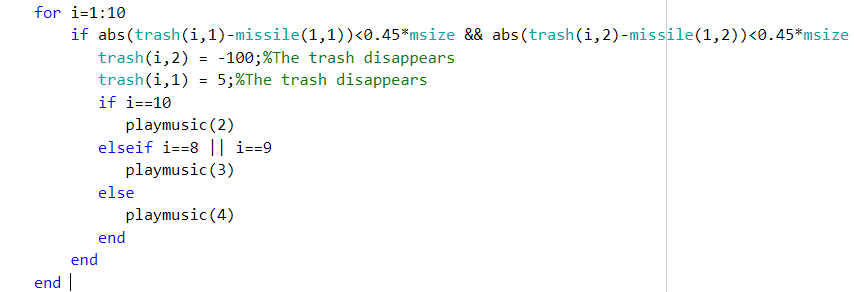 for i=1:10
if abs(trash(i,1)-missile(1,1))<0.45*msize && abs(trash(i,2)-missile(1,2))<0.45*msize
trash(i,2) = -100;%The trash disappears
trash(i,1) = 5;%The trash disappears
if i==10
playmusic(2)
elseif i==8 || i==9
playmusic(3)
else
playmusic(4)
end
end
end